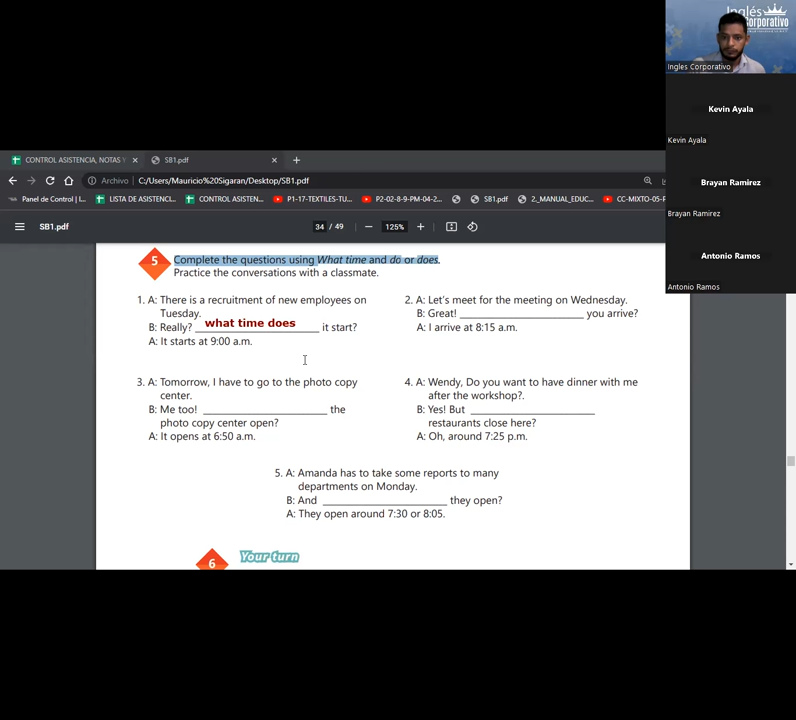 Inglés
Corporativo
Ingles Corporativo
Kevin Ayala
Kevin Ayala
Brayan Ramirez
Brayan Ramirez
Antonio Ramos
Antonio Ramos
CONTROL ASISTENCIA, NOTAS
SB1.pdf
Archivo
C:/Users/Mauricio%20Sigaran/Desktop/SB1.pdf
Panel de Control | I...
LISTA DE ASISTENCI...
CONTROL ASISTEN...
P1-17-TEXTILES-TU...
P2-02-8-9-PM-04-2...
SB1.pdf
2._MANUAL_EDUC...
CC-MIXTO-05-F
SB1.pdf
34 / 49
125%
5
Complete the questions using What time and do or does.
Practice the conversations with a classmate.
1. A: There is a recruitment of new employees on
Tuesday.
B: Really? what time does it start?
A: It starts at 9:00 a.m.
2. A: Let's meet for the meeting on Wednesday.
B: Great! ____________________ you arrive?
A: I arrive at 8:15 a.m.
3. A: Tomorrow, I have to go to the photo copy
center.
B: Me too! ____________________ the
photo copy center open?
A: It opens at 6:50 a.m.
4. A: Wendy, Do you want to have dinner with me
after the workshop?.
B: Yes! But ____________________
restaurants close here?
A: Oh, around 7:25 p.m.
5. A: Amanda has to take some reports to many
departments on Monday.
B: And ____________________ they open?
A: They open around 7:30 or 8:05.
6
Your turn